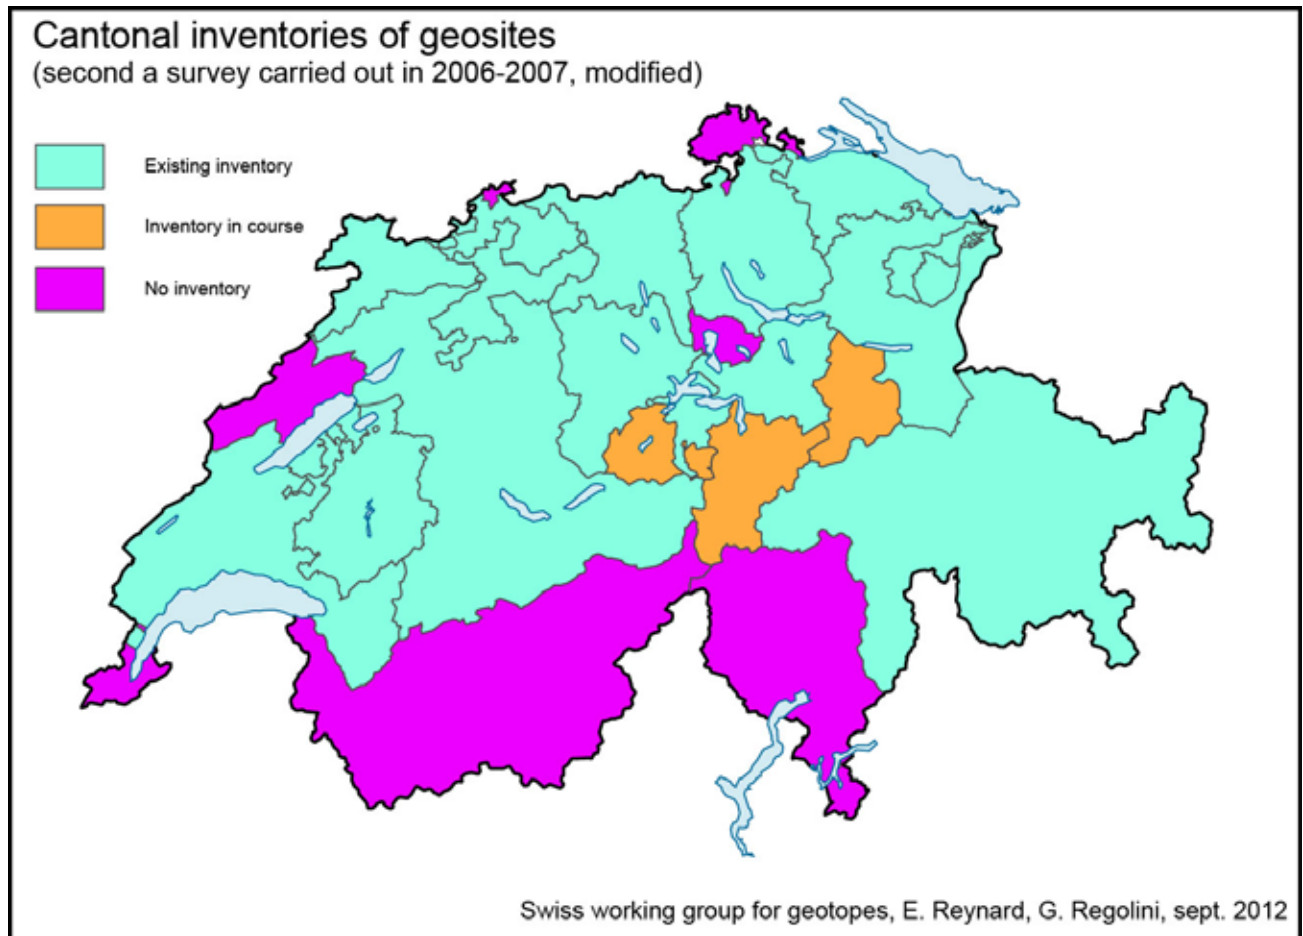 Cantonal inventories of geosites
(second a survey carried out in 2006-2007, modified)
Existing inventory
Inventory in course
No inventory
Swiss working group for geotopes, E. Reynard, G. Regolini, sept. 2012